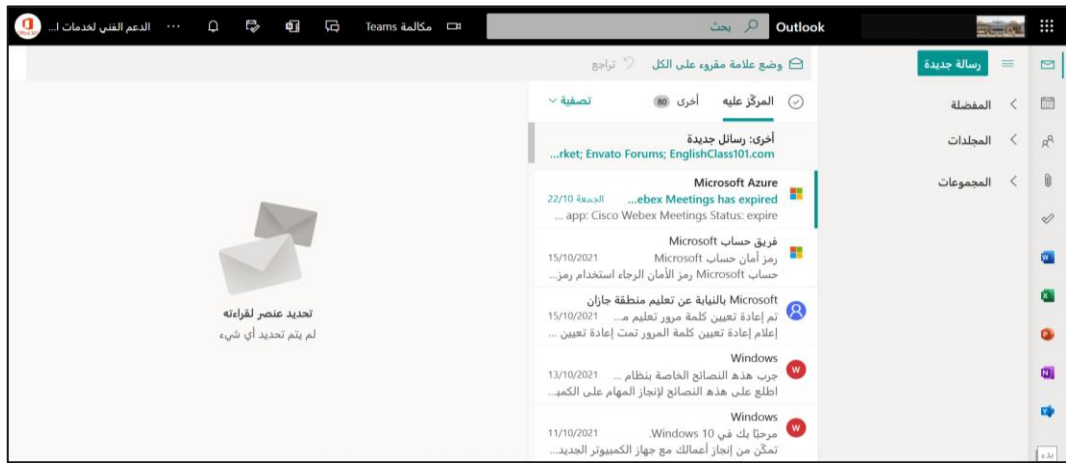 Outlook
بحث
مكالمة Teams
الدعم الفني لخدمات ا...
رسالة جديدة
وضع علامة مقروء على الكل
تراجع
المفضلة
المجلدات
المجموعات
المركّز عليه
أخرى 80
تصفية
أخرى: رسائل جديدة
...rket; Envato Forums; EnglishClass101.com
Microsoft Azure
...ebex Meetings has expired الجمعة 22/10
... app: Cisco Webex Meetings Status: expire
فريق حساب Microsoft
رمز أمان حساب Microsoft 15/10/2021
حساب Microsoft رمز الأمان الرجاء استخدام رمز...
Microsoft بالنيابة عن تعليم منطقة جازان
تم إعادة تعيين كلمة مرور تعليم م... 15/10/2021
إعلام إعادة تعيين كلمة المرور تمت إعادة تعيين ...
Windows
جرب هذه النصائح الخاصة بنظام ... 13/10/2021
اطلع على هذه النصائح لإنجاز المهام على الكمبي...
Windows
مرحبًا بك في Windows 10. 11/10/2021
تمكّن من إنجاز أعمالك مع جهاز الكمبيوتر الجديد...
تحديد عنصر لقراءته
لم يتم تحديد أي شيء